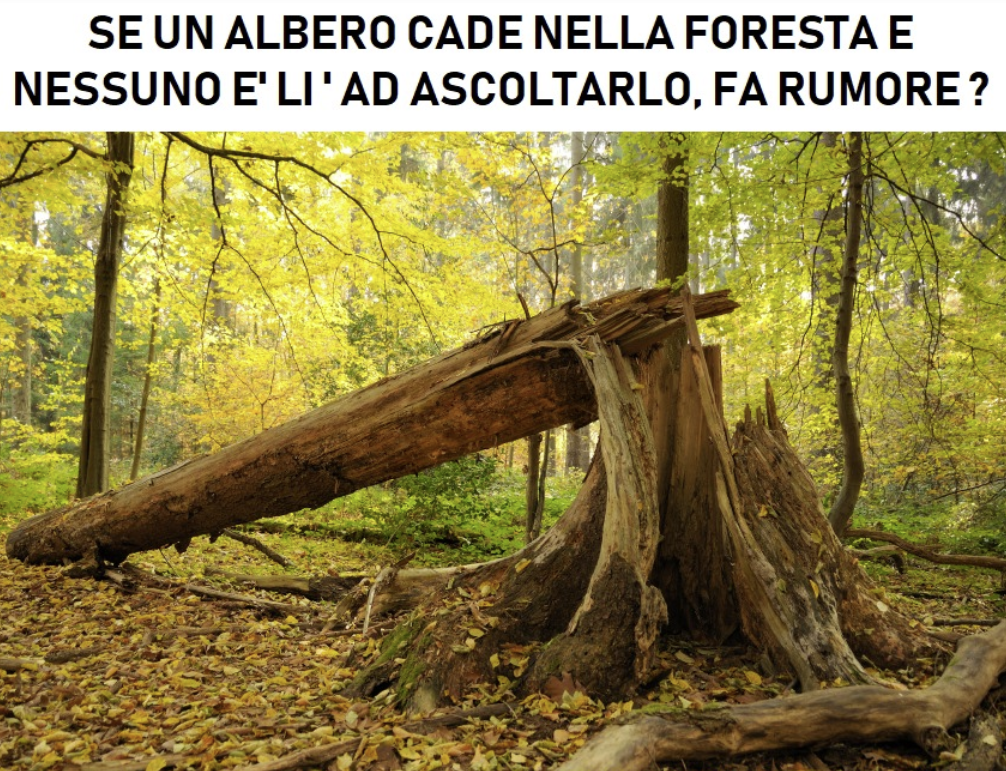 SE UN ALBERO CADE NELLA FORESTA E
NESSUNO E' LI ' AD ASCOLTARLO, FA RUMORE ?